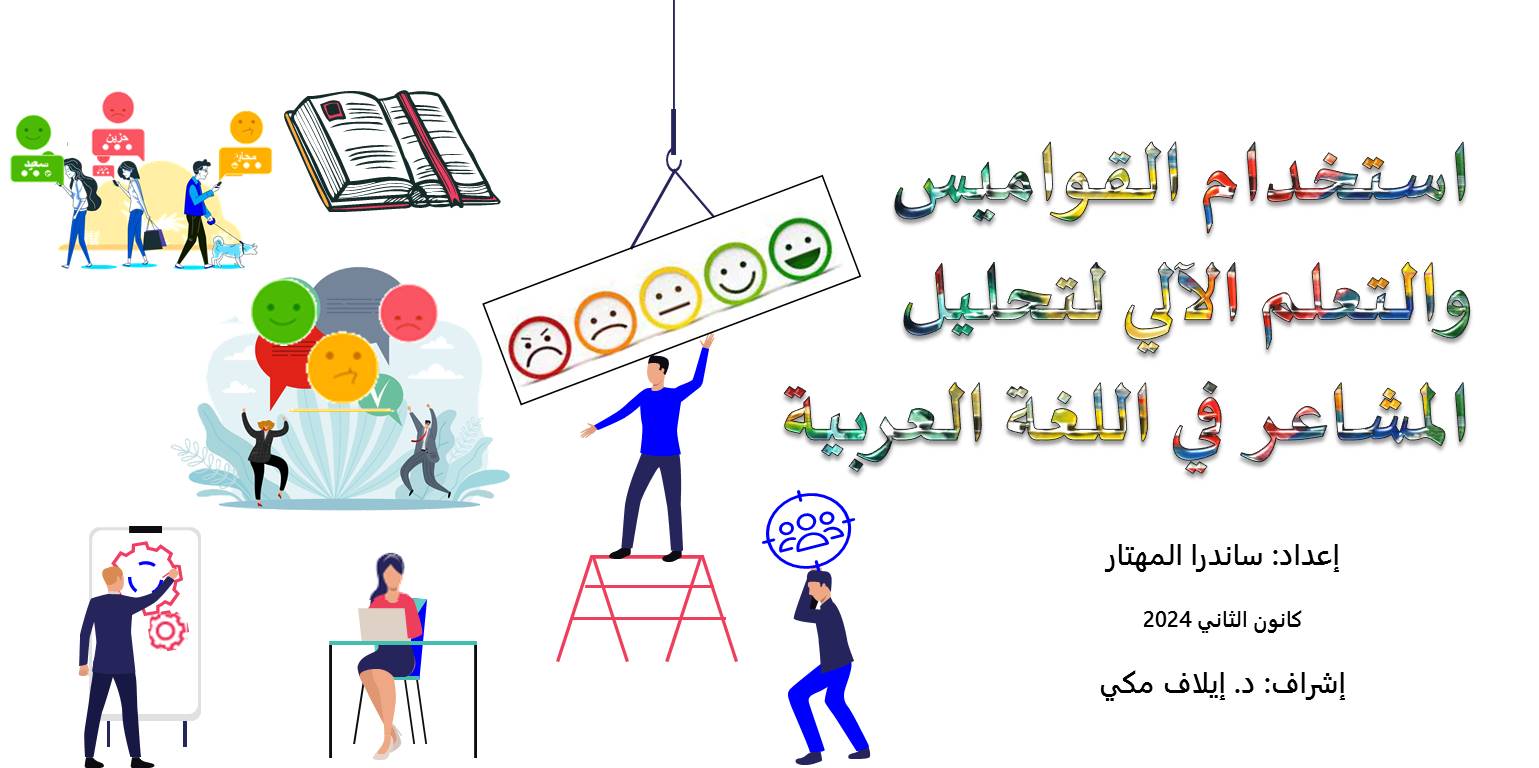 استخدام القواميس
والتعلم الآلي لتحليل
المشاعر في اللغة العربية
إعداد: ساندرا المهتار
كانون الثاني 2024
إشراف: د. إيلاف مكي
حزين
محايد
سعيد